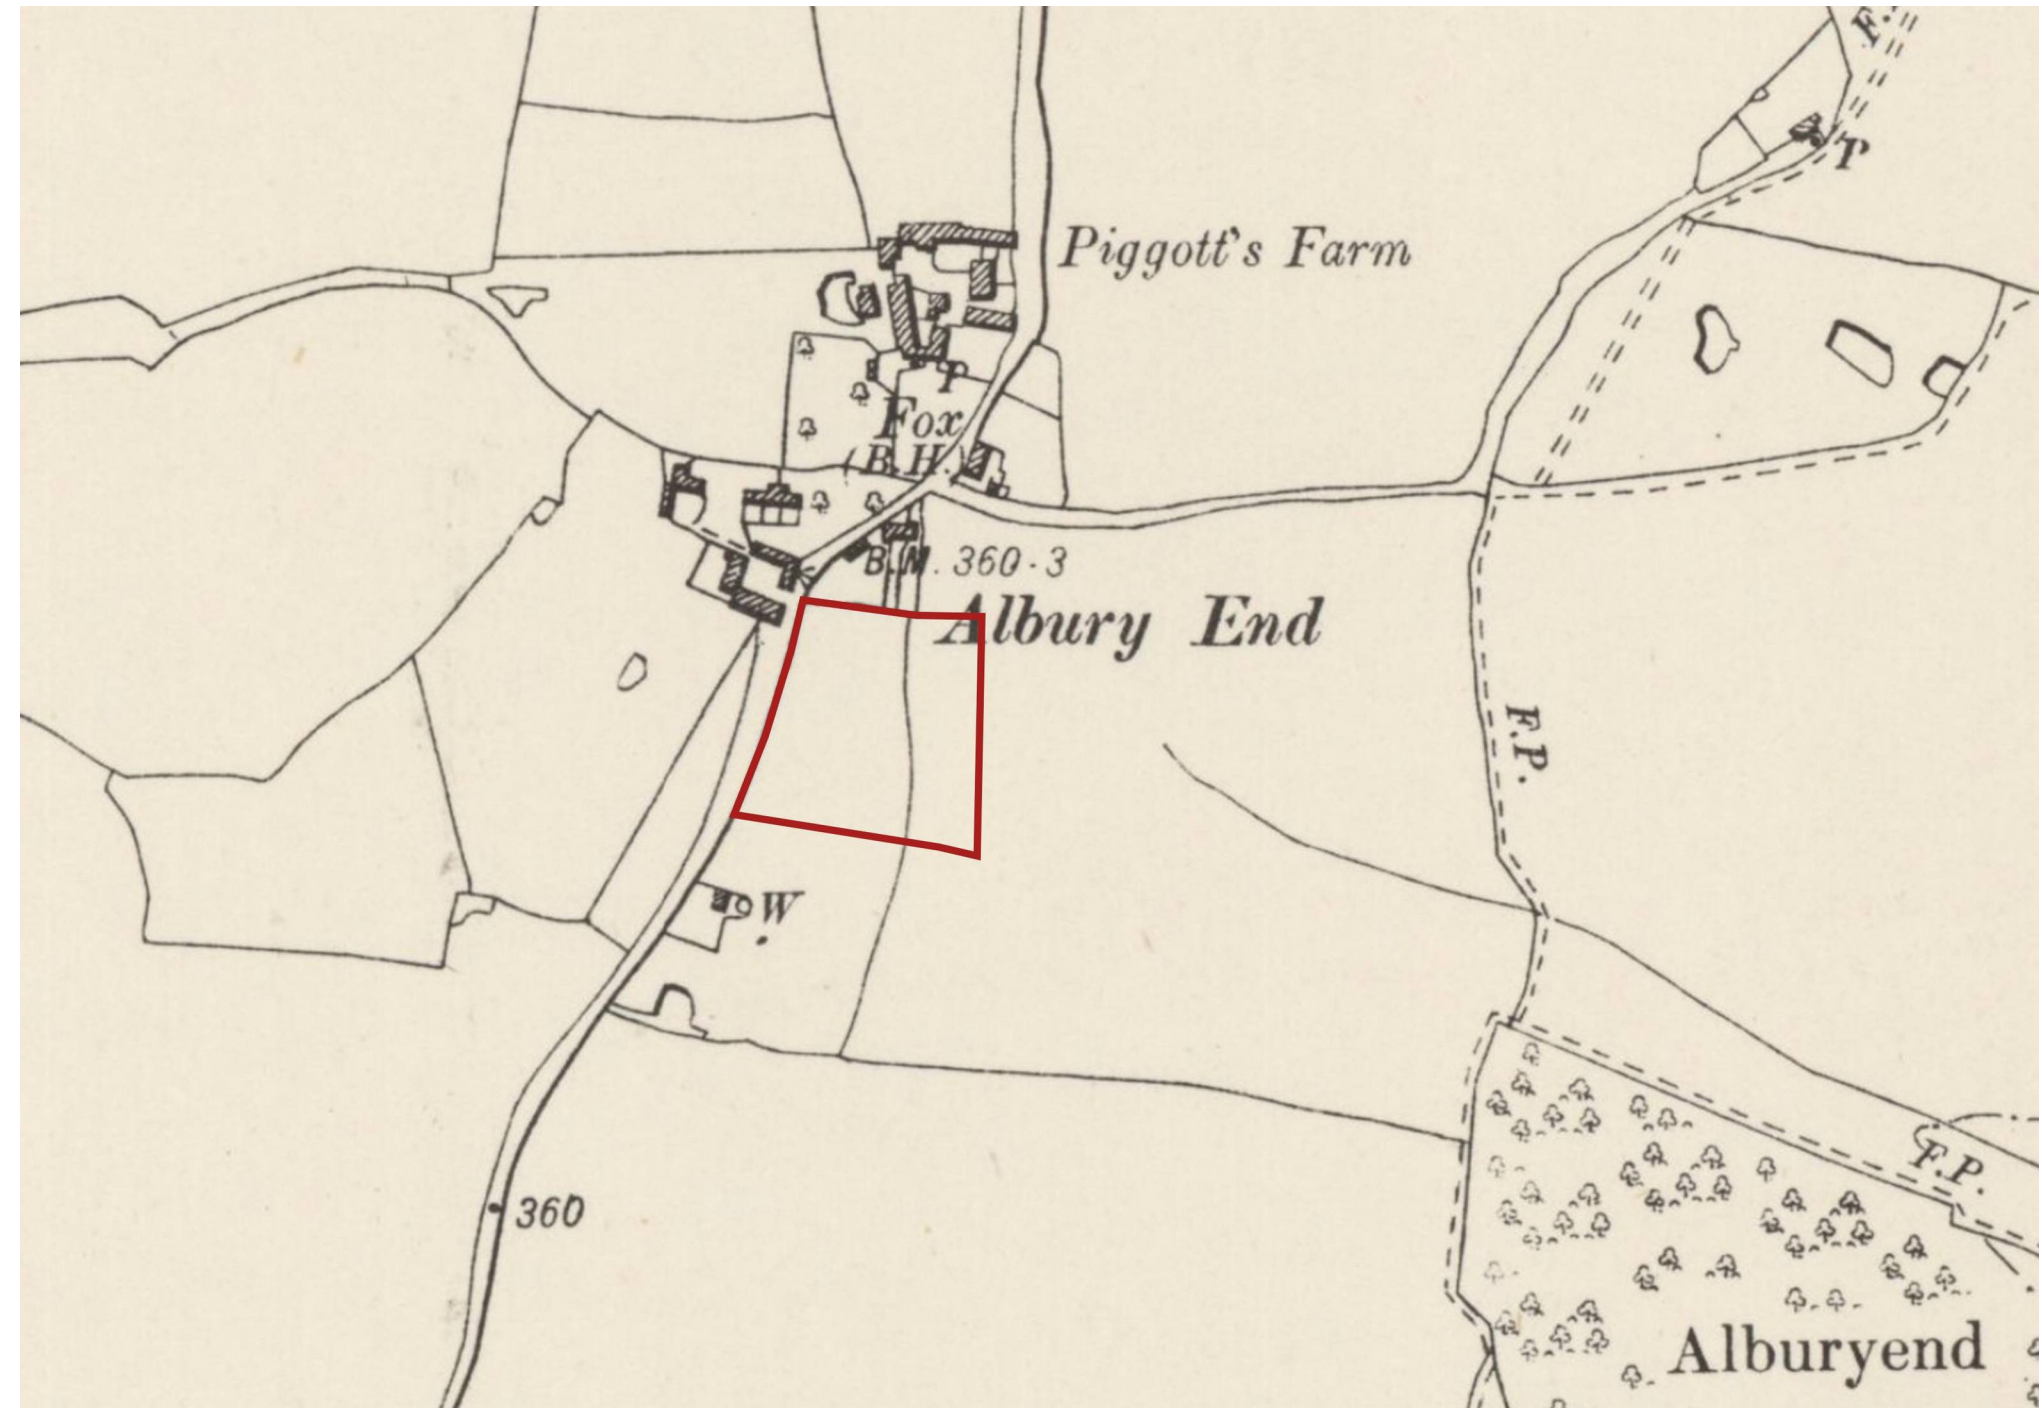 F.
P
Piggott's Farm
P
Fox
(B.H.)
B.M. 360·3
Albury End
F.P.
W
F.P.
360
Alburyend